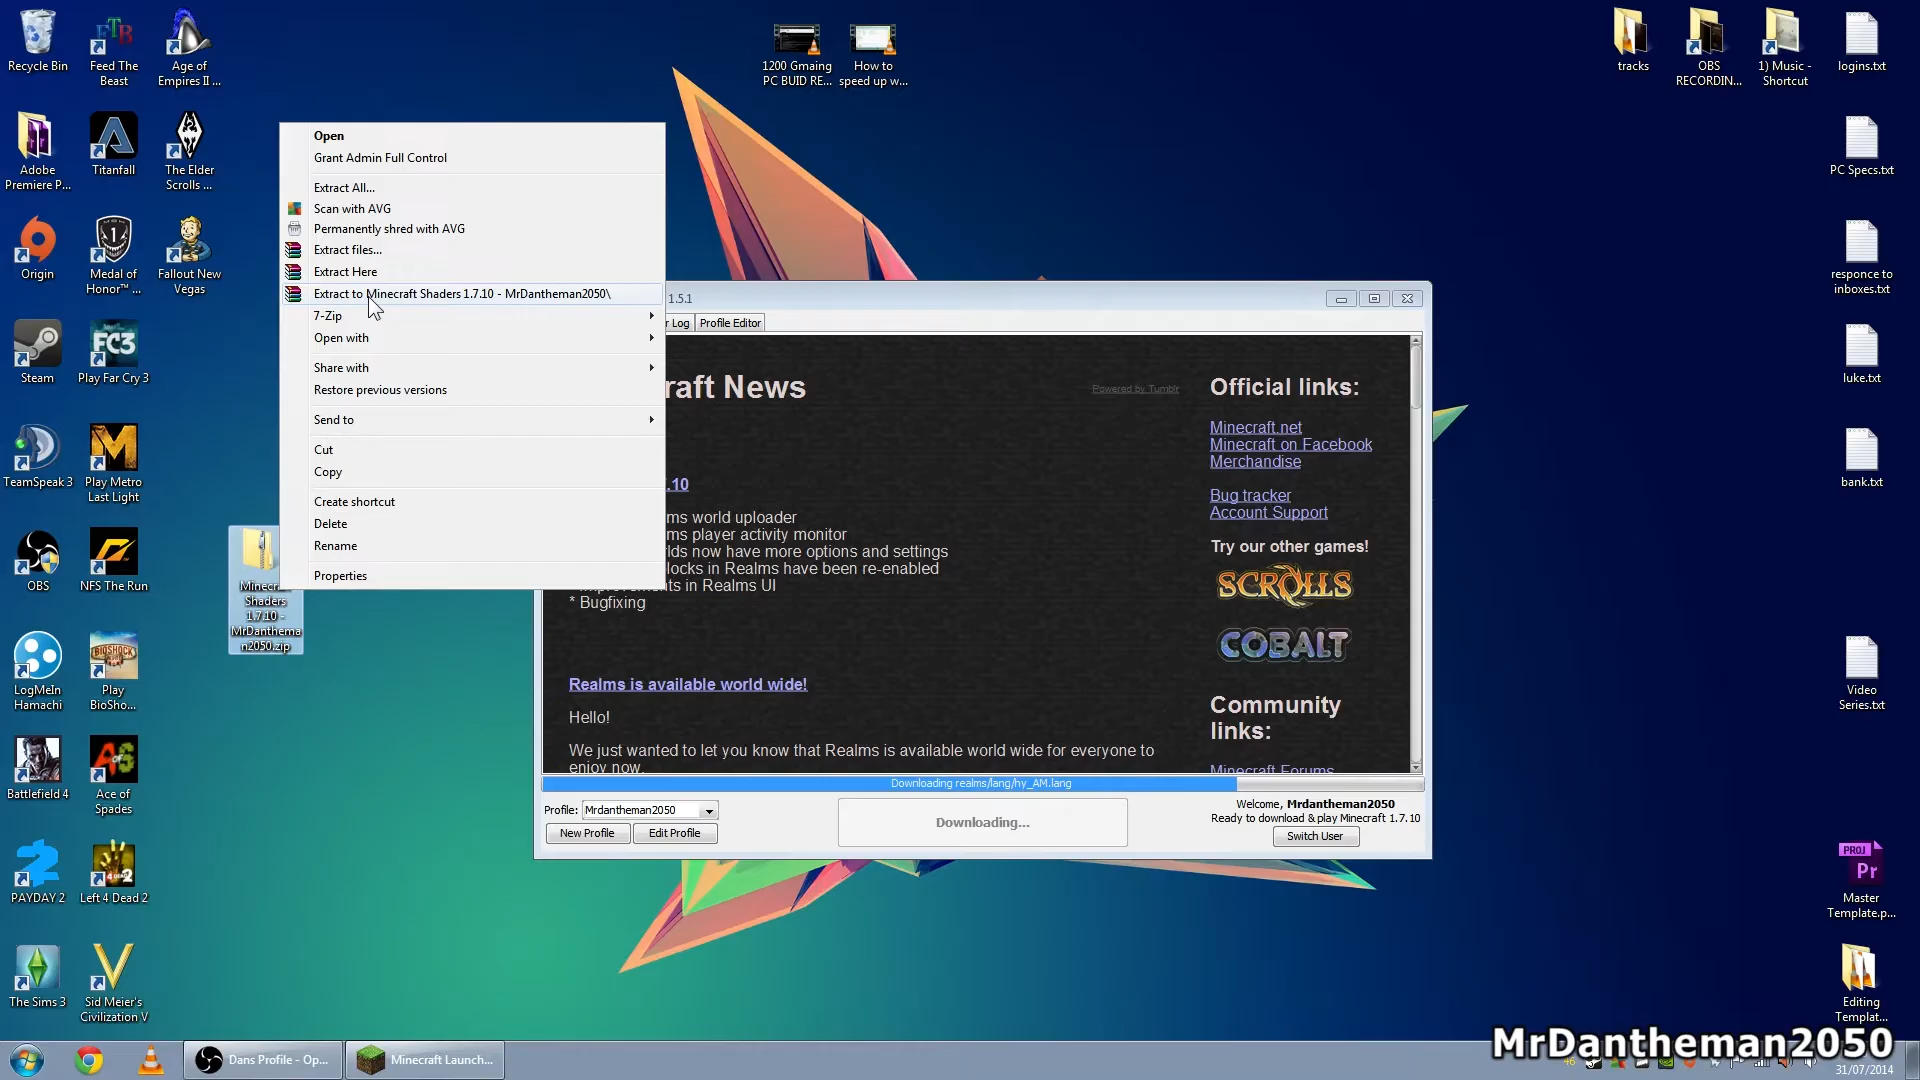 Recycle Bin
Feed The
Beast
Age of
Empires II ...
1200 Gmaing
PC BUID RE...
How to
speed up w...
tracks
OBS
RECORDIN...
1) Music -
Shortcut
logins.txt
Adobe
Premiere P...
Titanfall
The Elder
Scrolls ...
PC Specs.txt
Origin
Medal of
Honor™ ...
Fallout New
Vegas
responce to
inboxes.txt
Steam
Play Far Cry 3
luke.txt
TeamSpeak 3
Play Metro
Last Light
bank.txt
OBS
NFS The Run
Shaders
1.7.10 -
MrDanthema
n2050.zip
LogMeIn
Hamachi
Play
BioSho...
Video
Series.txt
Battlefield 4
Ace of
Spades
PAYDAY 2
Left 4 Dead 2
Master
Template.p...
The Sims 3
Sid Meier's
Civilization V
Editing
Templat...
Open
Grant Admin Full Control
Extract All...
Scan with AVG
Permanently shred with AVG
Extract files...
Extract Here
Extract to Minecraft Shaders 1.7.10 - MrDantheman2050\
7-Zip
Open with
Share with
Restore previous versions
Send to
Cut
Copy
Create shortcut
Delete
Rename
Properties
1.5.1
r Log
Profile Editor
raft News
Powered by Tumblr
.10
ms world uploader
ms player activity monitor
lds now have more options and settings
locks in Realms have been re-enabled
nts in Realms UI
* Bugfixing
Realms is available world wide!
Hello!
We just wanted to let you know that Realms is available world wide for everyone to
enjoy now.
Official links:
Minecraft.net
Minecraft on Facebook
Merchandise
Bug tracker
Account Support
Try our other games!
SCROLLS
COBALT
Community
links:
Minecraft Forums
Downloading realms/lang/hy_AM.lang
Profile:
Mrdantheman2050
New Profile
Edit Profile
Downloading...
Welcome, Mrdantheman2050
Ready to download & play Minecraft 1.7.10
Switch User
Dans Profile - Op...
Minecraft Launch...
MrDantheman2050
31/07/2014